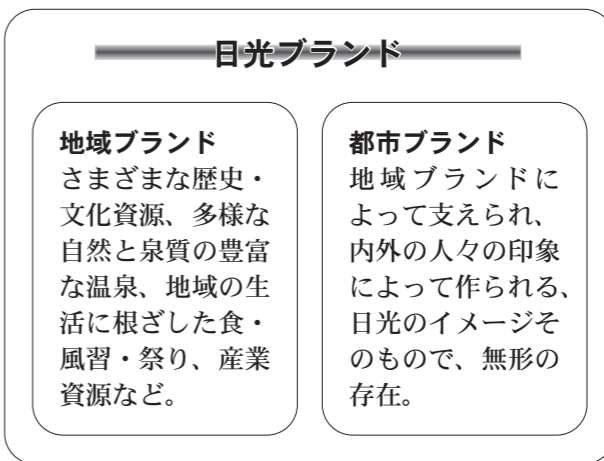 日光ブランド
地域ブランド
さまざまな歴史・
文化資源、多様な
自然と泉質の豊富
な温泉、地域の生
活に根ざした食・
風習・祭り、産業
資源など。
都市ブランド
地域ブランドに
よって支えられ、
内外の人々の印象
によって作られる、
日光のイメージそ
のもので、無形の
存在。